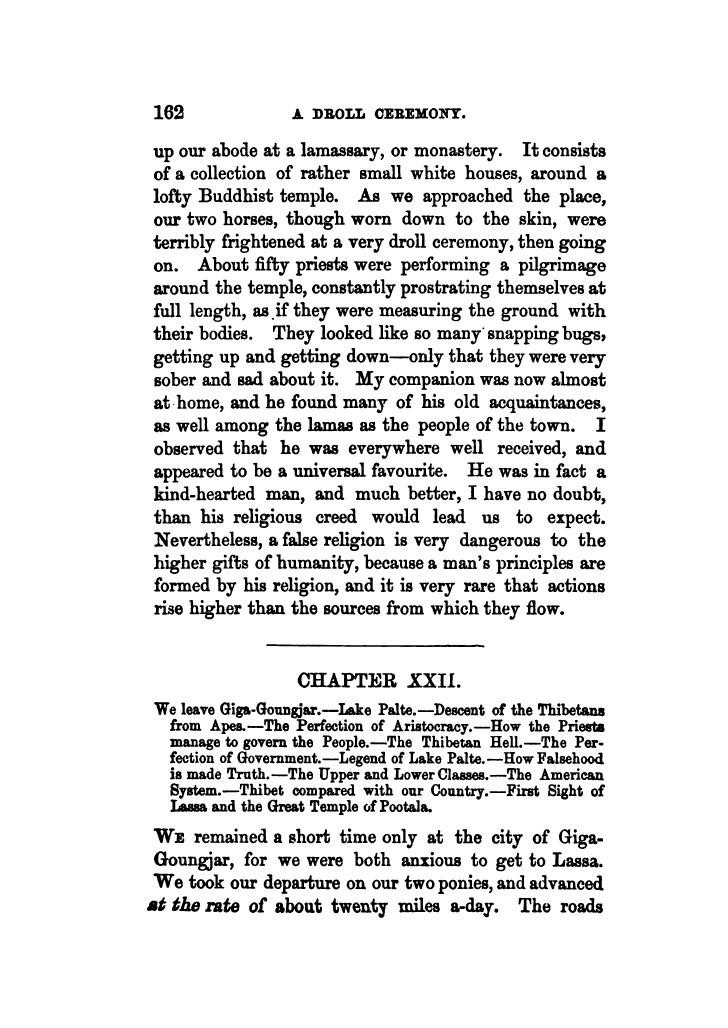 162 A DROLL CEREMONY.
up our abode at a lamassary, or monastery. It consists
of a collection of rather small white houses, around a
lofty Buddhist temple. As we approached the place,
our two horses, though worn down to the skin, were
terribly frightened at a very droll ceremony, then going
on. About fifty priests were performing a pilgrimage
around the temple, constantly prostrating themselves at
full length, as if they were measuring the ground with
their bodies. They looked like so many snapping bugs,
getting up and getting down—only that they were very
sober and sad about it. My companion was now almost
at home, and he found many of his old acquaintances,
as well among the lamas as the people of the town. I
observed that he was everywhere well received, and
appeared to be a universal favourite. He was in fact a
kind-hearted man, and much better, I have no doubt,
than his religious creed would lead us to expect.
Nevertheless, a false religion is very dangerous to the
higher gifts of humanity, because a man's principles are
formed by his religion, and it is very rare that actions
rise higher than the sources from which they flow.
CHAPTER XXII.
We leave Giga-Goungjar.—Lake Palte.—Descent of the Thibetans
from Apes.—The Perfection of Aristocracy.—How the Priests
manage to govern the People.—The Thibetan Hell.—The Per-
fection of Government.—Legend of Lake Palte.—How Falsehood
is made Truth.—The Upper and Lower Classes.—The American
System.—Thibet compared with our Country.—First Sight of
Lassa and the Great Temple of Pootala.
WE remained a short time only at the city of Giga-
Goungjar, for we were both anxious to get to Lassa.
We took our departure on our two ponies, and advanced
at the rate of about twenty miles a-day. The roads